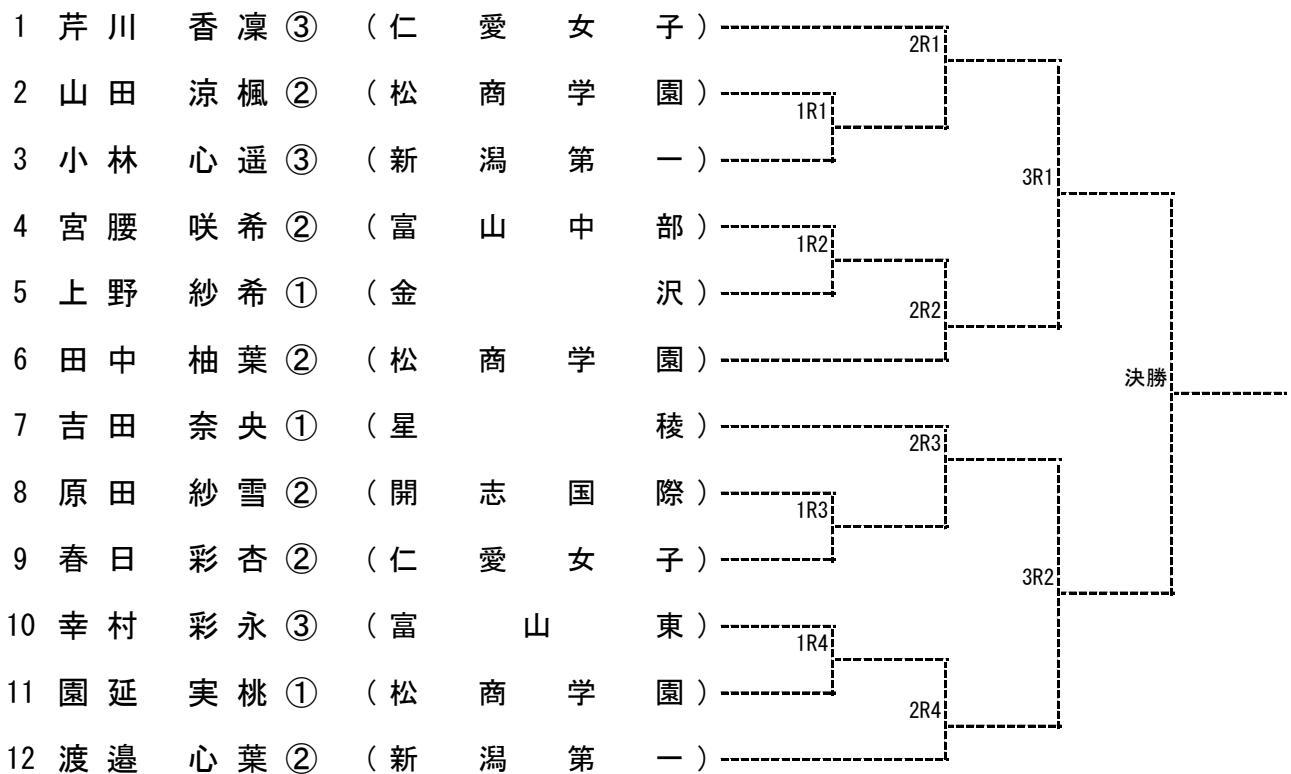 1 芹川 香凜③ (仁愛女子)
2R1
2 山田 涼楓② (松商学園)
1R1
3 小林 心遥③ (新潟第一)
3R1
4 宮腰 咲希② (富山中部)
1R2
5 上野 紗希① (金沢)
2R2
6 田中 柚葉② (松商学園)
決勝
7 吉田 奈央① (星稜)
2R3
8 原田 紗雪② (開志国際)
1R3
9 春日 彩杏② (仁愛女子)
3R2
10 幸村 彩永③ (富山東)
1R4
11 園延 実桃① (松商学園)
2R4
12 渡邉 心葉② (新潟第一)